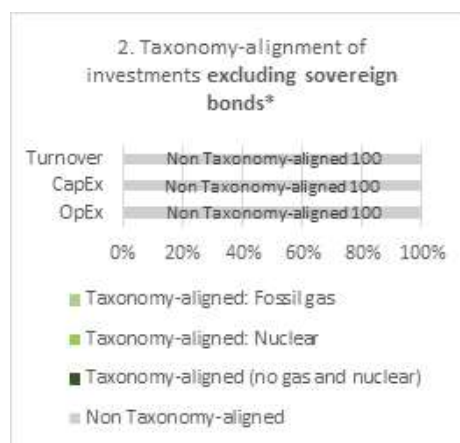 2. Taxonomy-alignment of
investments excluding sovereign
bonds*
Turnover Non Taxonomy-aligned 100
CapEx Non Taxonomy-aligned 100
OpEx Non Taxonomy-aligned 100
0% 20% 40% 60% 80% 100%
Taxonomy-aligned: Fossil gas
Taxonomy-aligned: Nuclear
Taxonomy-aligned (no gas and nuclear)
Non Taxonomy-aligned